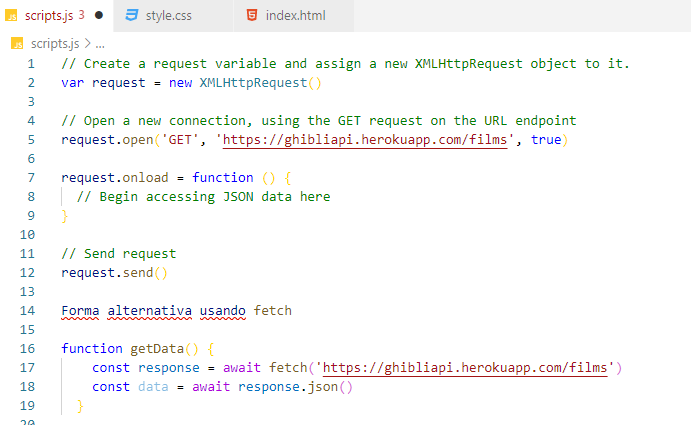 JS scripts.js 3 ● style.css index.html
JS scripts.js > ...
1 // Create a request variable and assign a new XMLHttpRequest object to it.
2 var request = new XMLHttpRequest()
3
4 // Open a new connection, using the GET request on the URL endpoint
5 request.open('GET', 'https://ghibliapi.herokuapp.com/films', true)
6
7 request.onload = function () {
8 // Begin accessing JSON data here
9 }
10
11 // Send request
12 request.send()
13
14 Forma alternativa usando fetch
15
16 function getData() {
17 const response = await fetch('https://ghibliapi.herokuapp.com/films')
18 const data = await response.json()
19 }
20